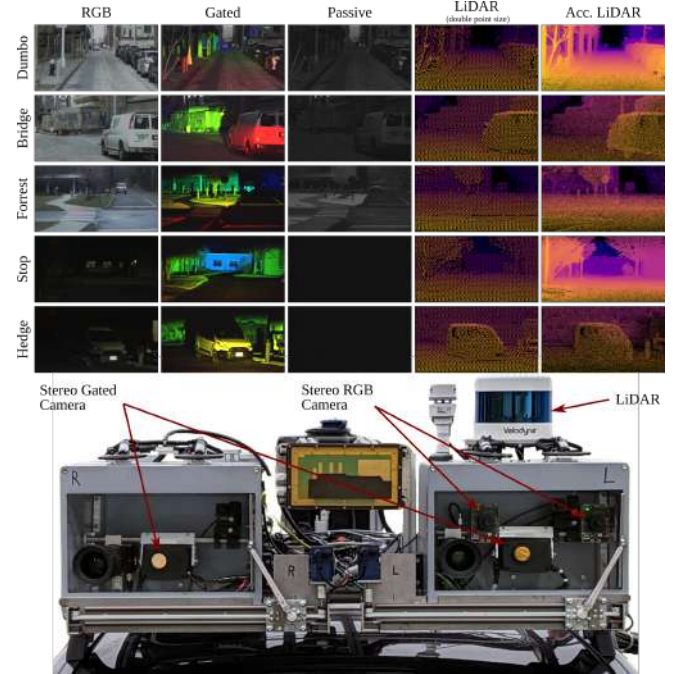 RGB Gated Passive LiDAR Acc. LiDAR
(double point size)
Dumbo
Bridge
Forrest
Stop
Hedge
Stereo Gated
Camera
Stereo RGB
Camera
LiDAR
Velodyne
R
L
R
L